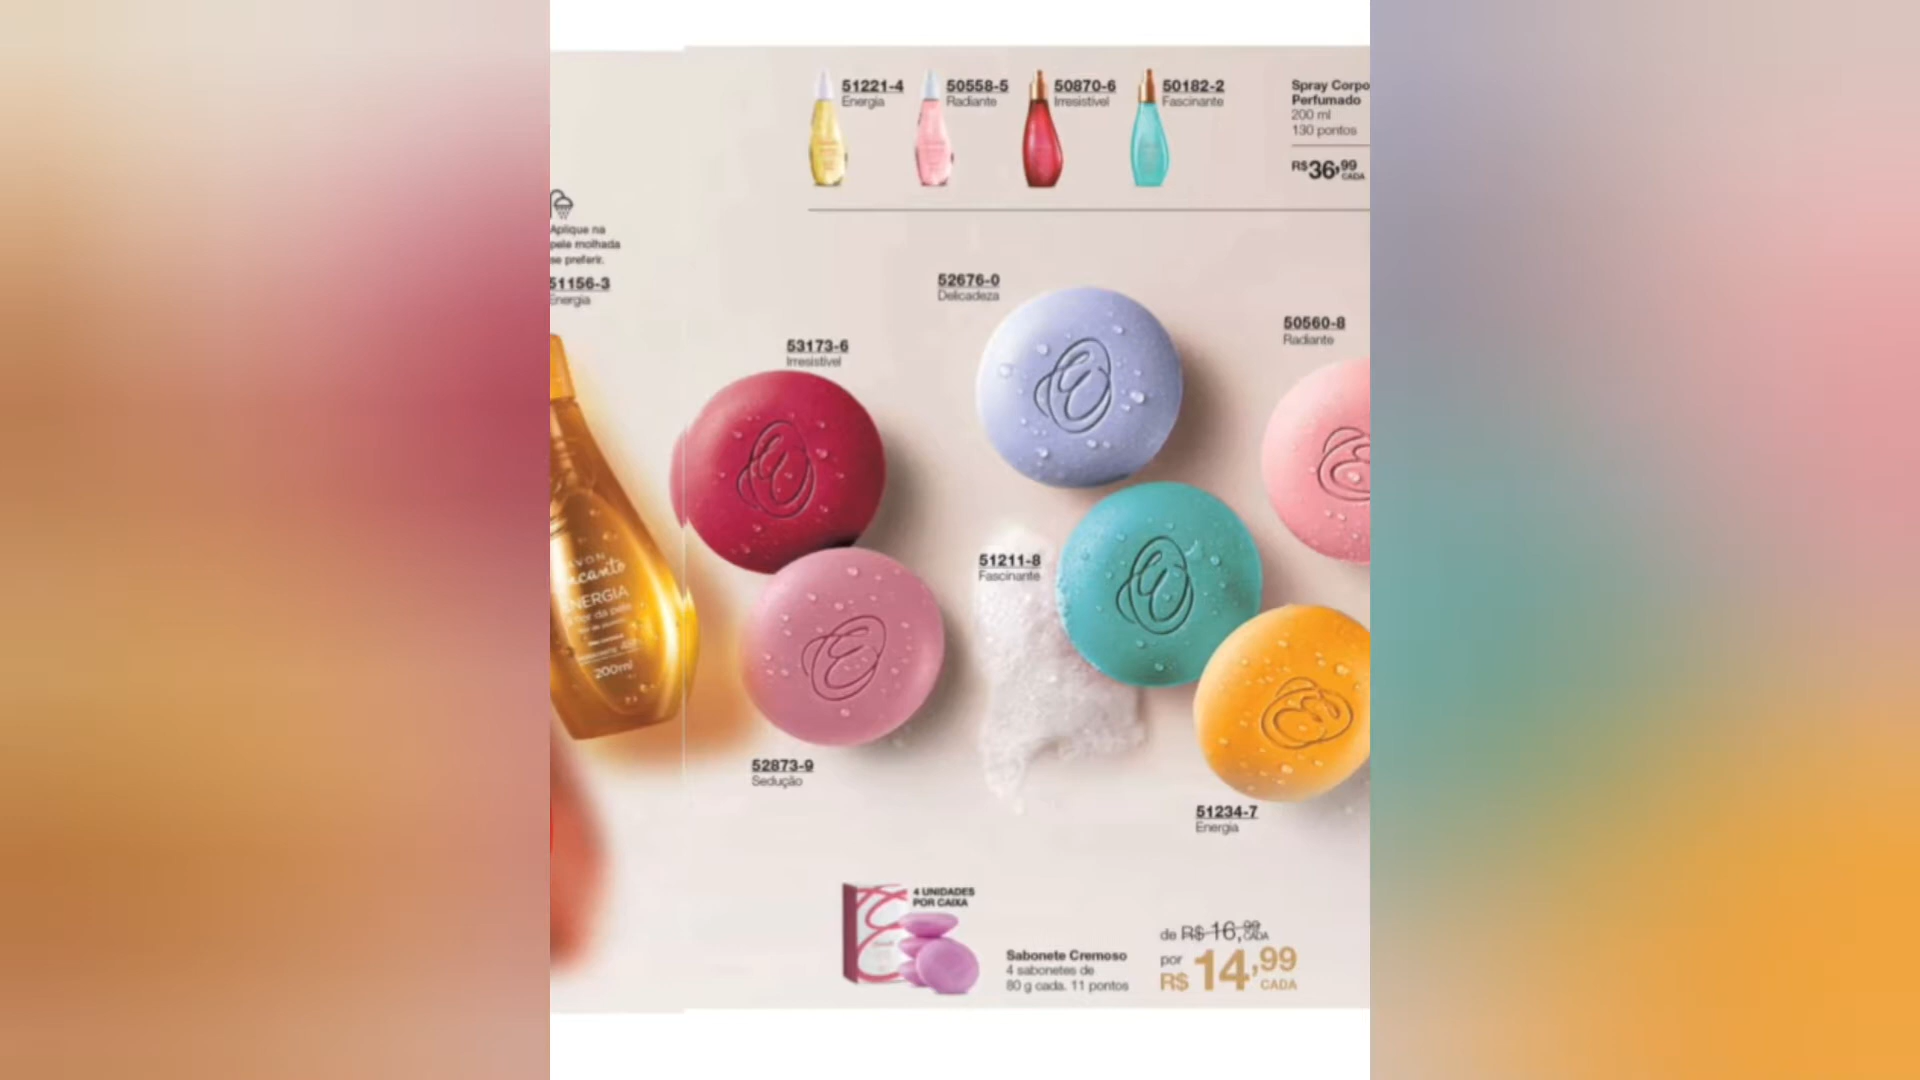 51221-4
Energia
50558-5
Radiante
50870-6
Irresistível
50182-2
Fascinante
Spray Corpo
Perfumado
200 ml
130 pontos
R$36,99
CADA
Aplique na
pele molhada
se preferir.
51156-3
Energia
52676-0
Delicadeza
50560-8
Radiante
53173-6
Irresistível
51211-8
Fascinante
AVON
ncanto
NERGIA
200ml
52873-9
Sedução
51234-7
Energia
4 UNIDADES
POR CAIXA
Sabonete Cremoso
4 sabonetes de
80 g cada. 11 pontos
de R$ 16,99
CADA
por
R$ 14,99
CADA